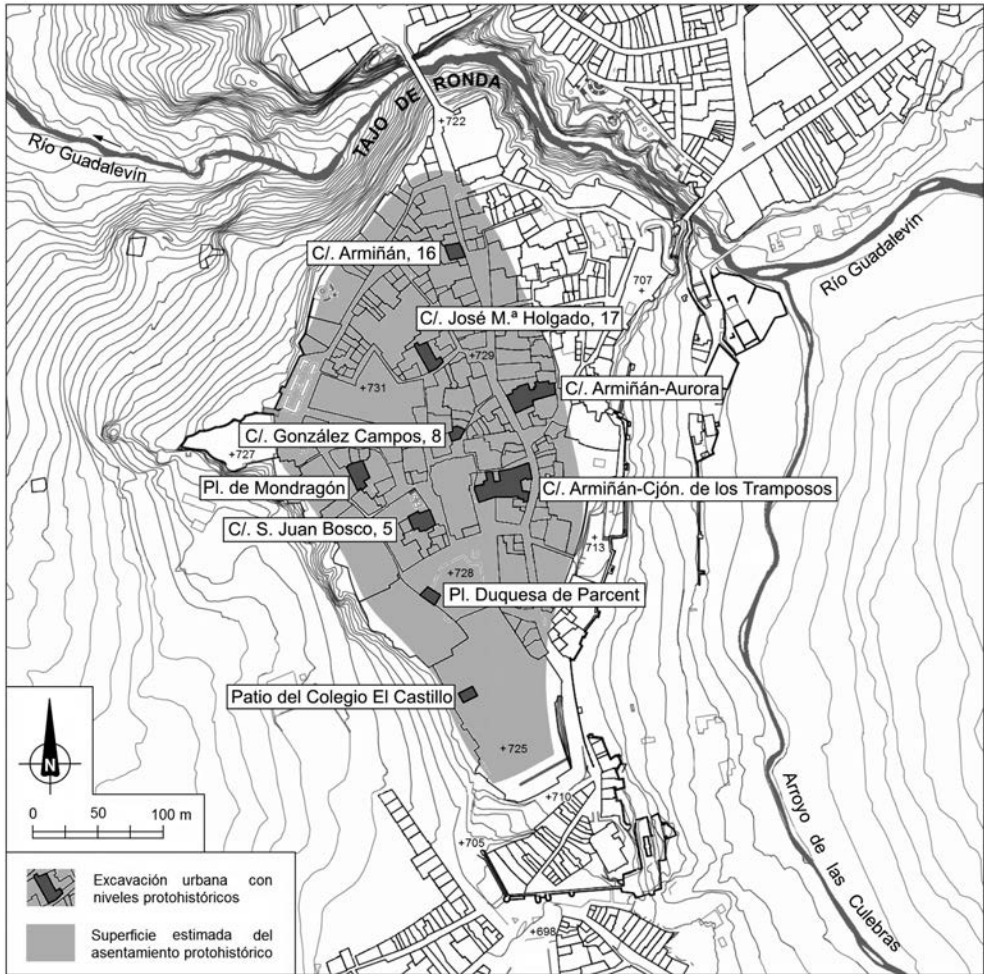 TAJO DE RONDA
+722
Río Guadalevín
C/. Armiñán, 16
707
+
Río Guadalevín
C/. José M.ª Holgado, 17
+729
+731
C/. Armiñán-Aurora
C/. González Campos, 8
+727
Pl. de Mondragón
C/. Armiñán-Cjón. de los Tramposos
C/. S. Juan Bosco, 5
+
713
+728
Pl. Duquesa de Parcent
Patio del Colegio El Castillo
+725
+710
+705
+698
Arroyo de las Culebras
N
0 50 100 m
Excavación urbana con
niveles protohistóricos
Superficie estimada del
asentamiento protohistórico